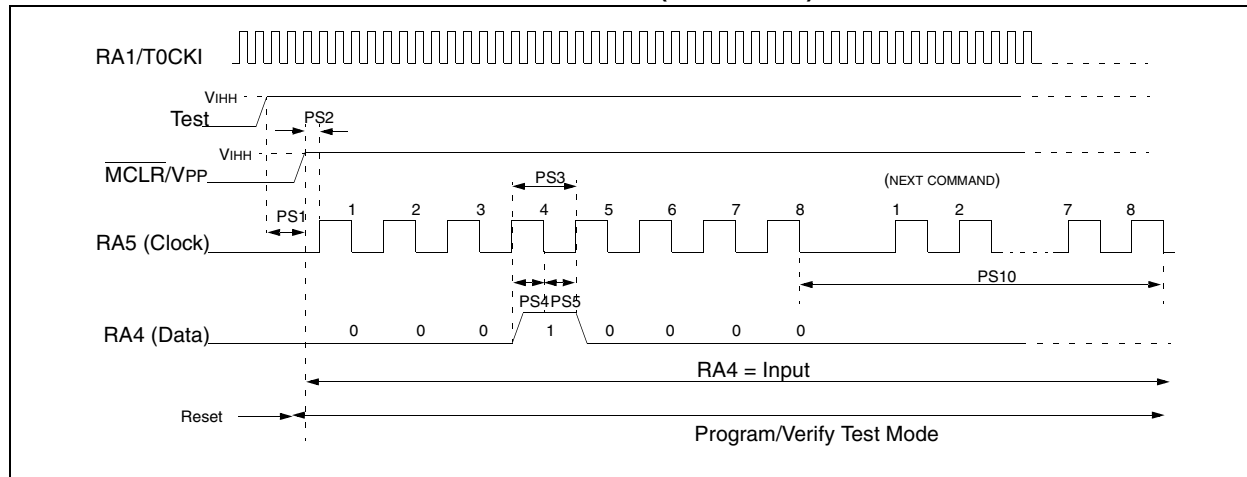 RA1/T0CKI
VIHH
Test
PS2
VIHH
MCLR/VPP
PS3
(NEXT COMMAND)
PS1
1 2 3 4 5 6 7 8 1 2 7 8
RA5 (Clock)
PS10
PS4 PS5
RA4 (Data) 0 0 0 1 0 0 0 0
RA4 = Input
Reset
Program/Verify Test Mode